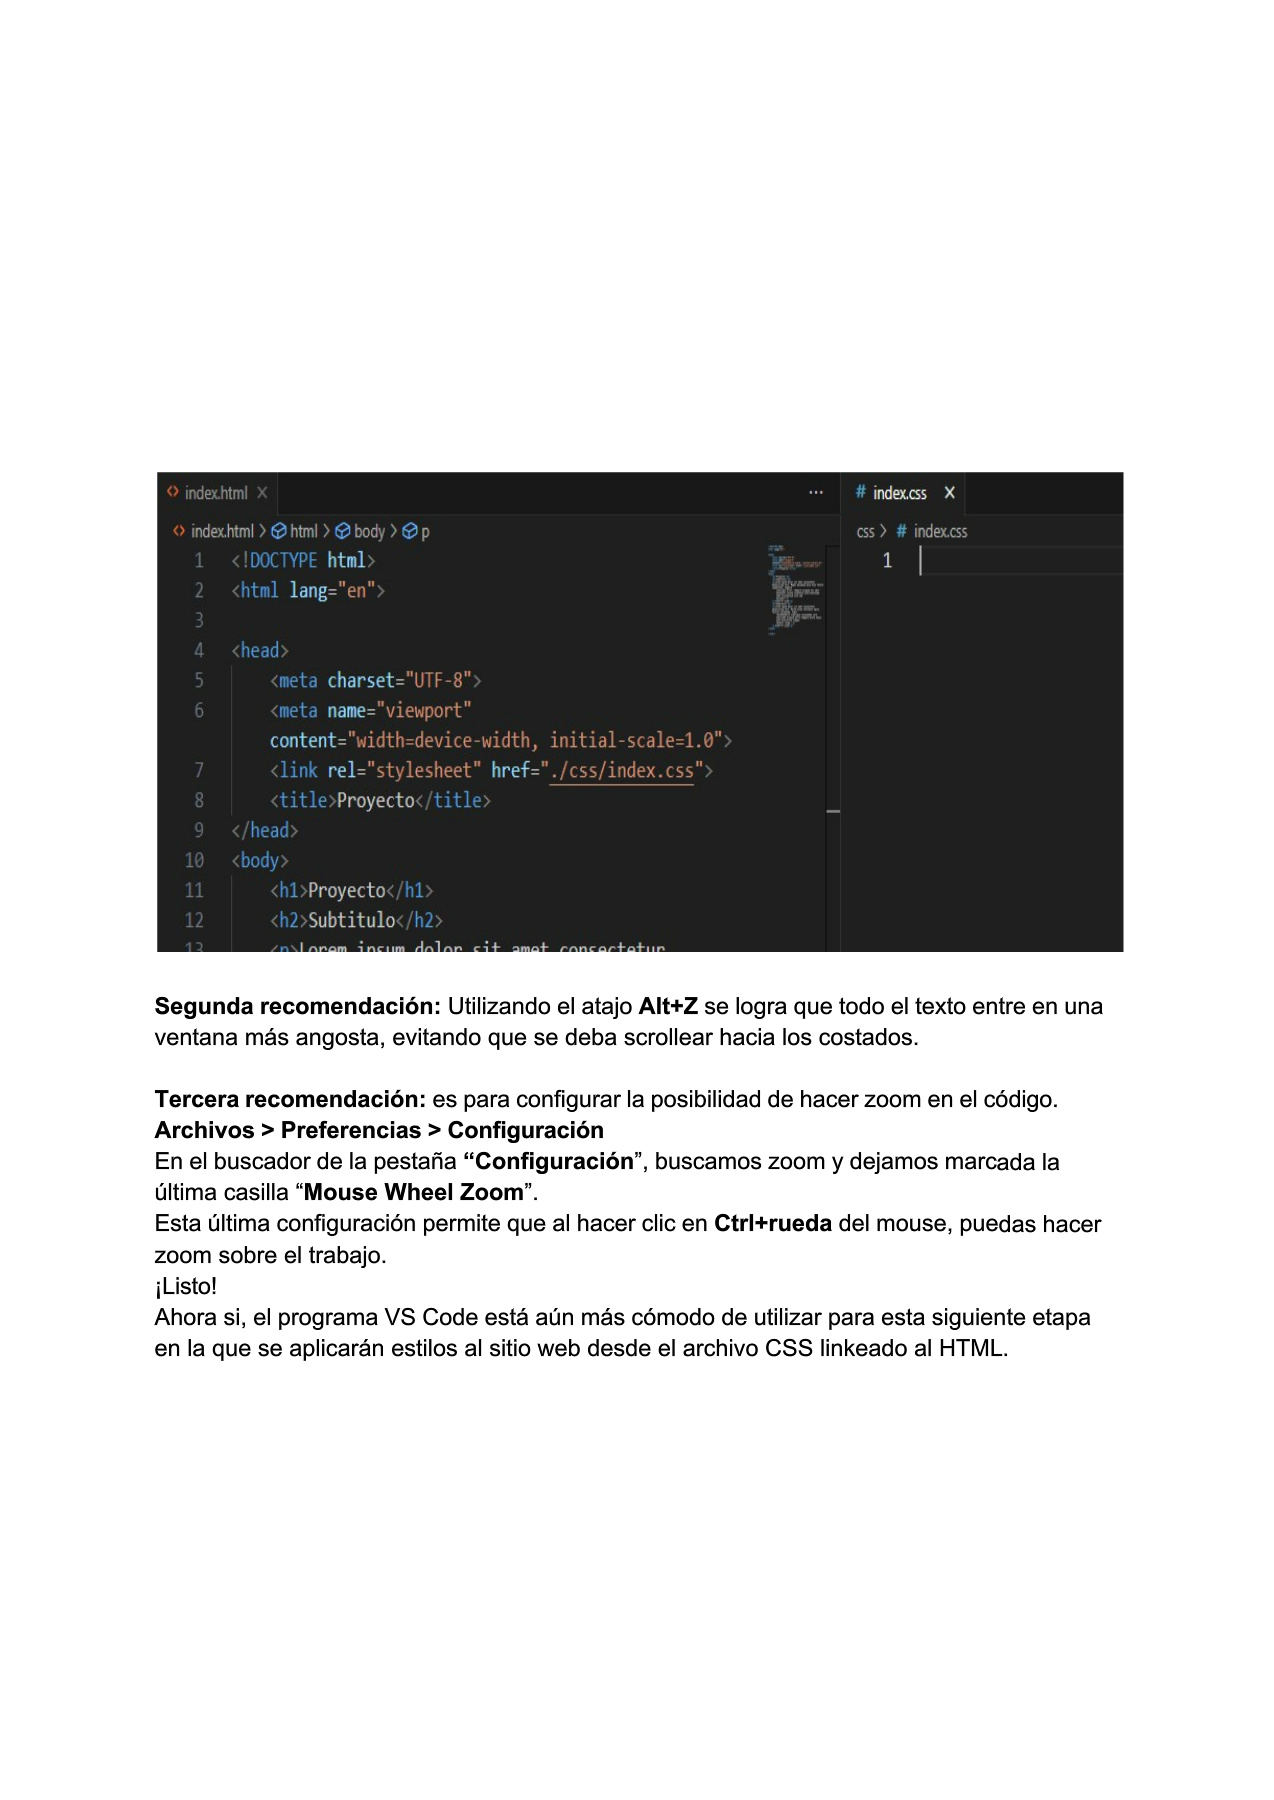 index.html
index.html > html > body > p
1 <!DOCTYPE html>
2 <html lang="en">
3
4 <head>
5 <meta charset="UTF-8">
6 <meta name="viewport"
content="width=device-width, initial-scale=1.0">
7 <link rel="stylesheet" href="./css/index.css">
8 <title>Proyecto</title>
9 </head>
10 <body>
11 <h1>Proyecto</h1>
12 <h2>Subtitulo</h2>
13 <p>Lorem ipsum dolor sit amet consectetur
# index.css X
css > # index.css
1
Segunda recomendación: Utilizando el atajo Alt+Z se logra que todo el texto entre en una
ventana más angosta, evitando que se deba scrollear hacia los costados.
Tercera recomendación: es para configurar la posibilidad de hacer zoom en el código.
Archivos > Preferencias > Configuración
En el buscador de la pestaña “Configuración”, buscamos zoom y dejamos marcada la
última casilla “Mouse Wheel Zoom”.
Esta última configuración permite que al hacer clic en Ctrl+rueda del mouse, puedas hacer
zoom sobre el trabajo.
¡Listo!
Ahora si, el programa VS Code está aún más cómodo de utilizar para esta siguiente etapa
en la que se aplicarán estilos al sitio web desde el archivo CSS linkeado al HTML.